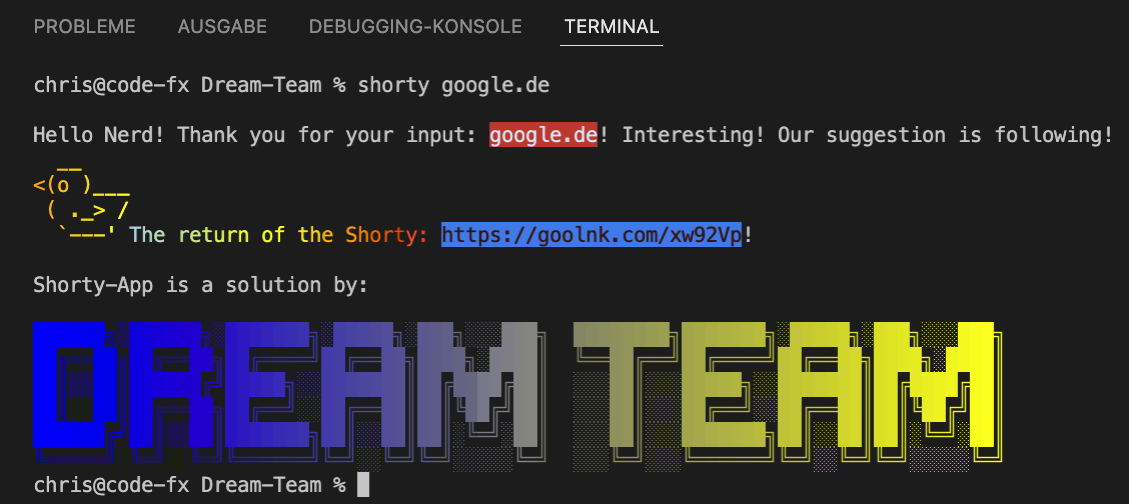 PROBLEME AUSGABE DEBUGGING-KONSOLE TERMINAL
chris@code-fx Dream-Team % shorty google.de
Hello Nerd! Thank you for your input: google.de! Interesting! Our suggestion is following!
__
<(o )___
( ._> /
`---' The return of the Shorty: https://goolnk.com/xw92Vp!
Shorty-App is a solution by:
DREAM TEAM
chris@code-fx Dream-Team %